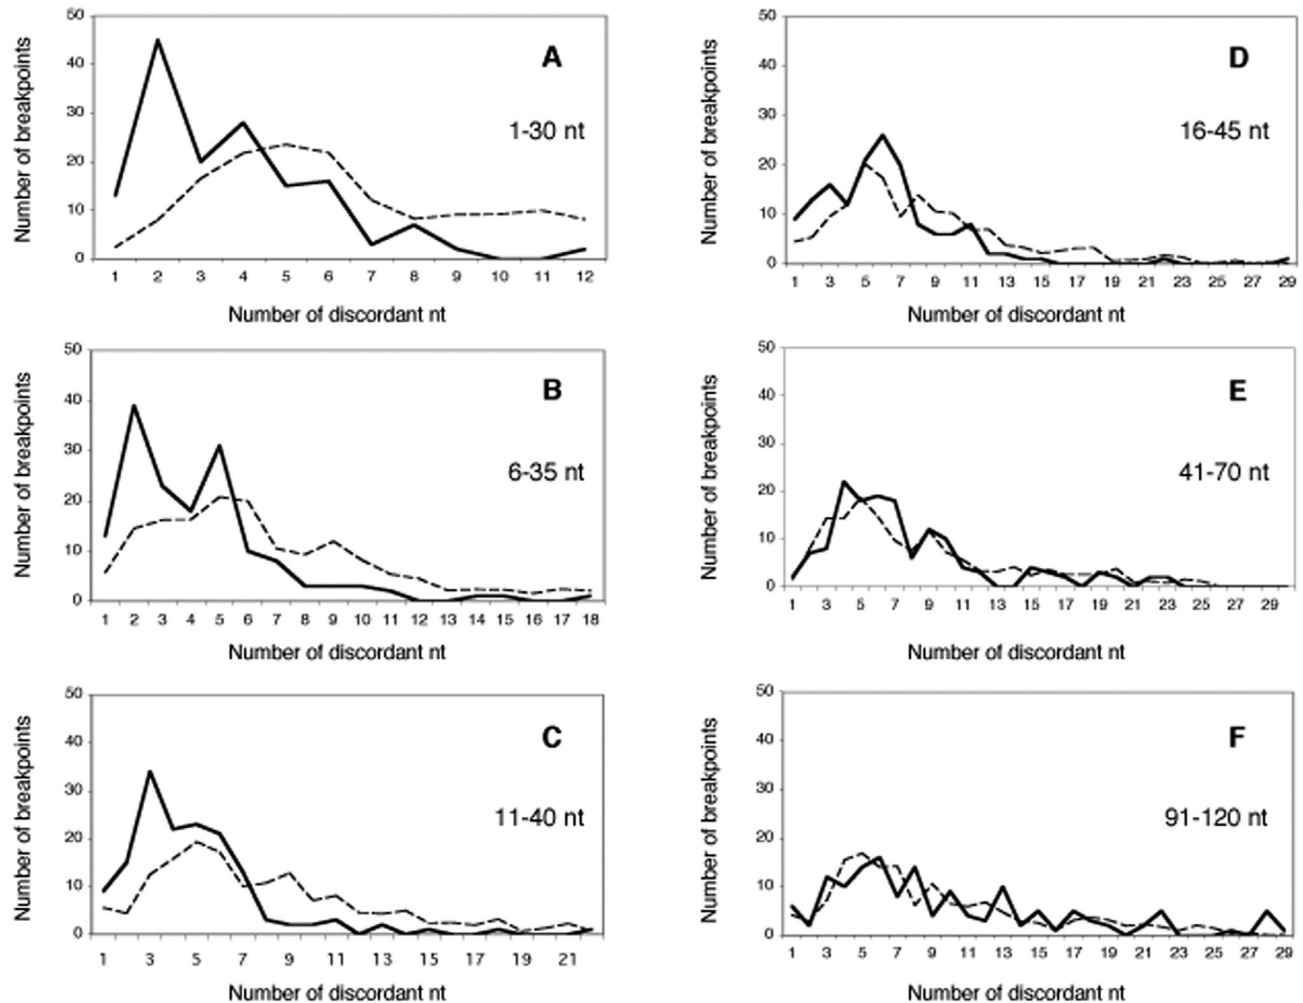 50
40
30
20
10
0
Number of breakpoints
A
1-30 nt
1 2 3 4 5 6 7 8 9 10 11 12
Number of discordant nt
50
40
30
20
10
0
Number of breakpoints
B
6-35 nt
1 2 3 4 5 6 7 8 9 10 11 12 13 14 15 16 17 18
Number of discordant nt
50
40
30
20
10
0
Number of breakpoints
C
11-40 nt
1 3 5 7 9 11 13 15 17 19 21
Number of discordant nt
50
40
30
20
10
0
Number of breakpoints
D
16-45 nt
1 3 5 7 9 11 13 15 17 19 21 23 25 27 29
Number of discordant nt
50
40
30
20
10
0
Number of breakpoints
E
41-70 nt
1 3 5 7 9 11 13 15 17 19 21 23 25 27 29
Number of discordant nt
50
40
30
20
10
0
Number of breakpoints
F
91-120 nt
1 3 5 7 9 11 13 15 17 19 21 23 25 27 29
Number of discordant nt